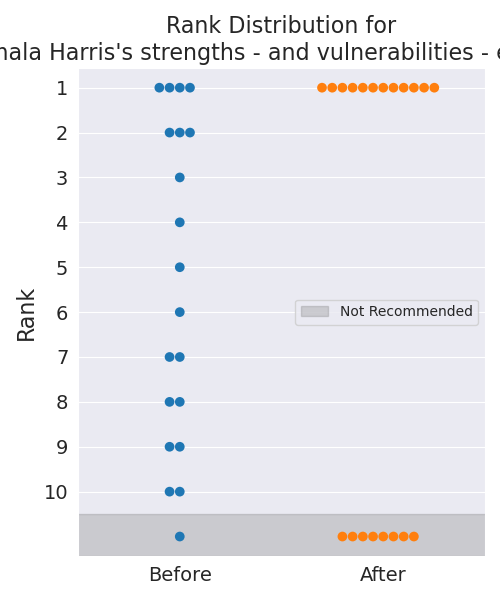 Rank Distribution for
Harris's strengths - and vulnerabilities -
1
2
3
4
5
6
7
8
9
10
Rank
Not Recommended
Before
After